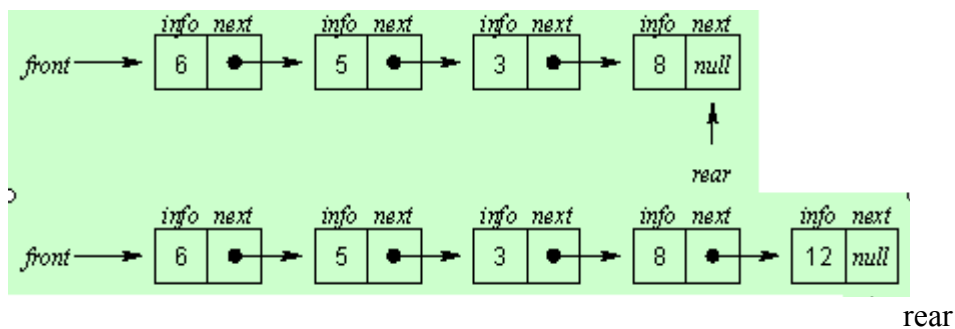 info next info next info next info next
front 6 5 3 8 null
rear
info next info next info next info next info next
front 6 5 3 8 12 null
rear